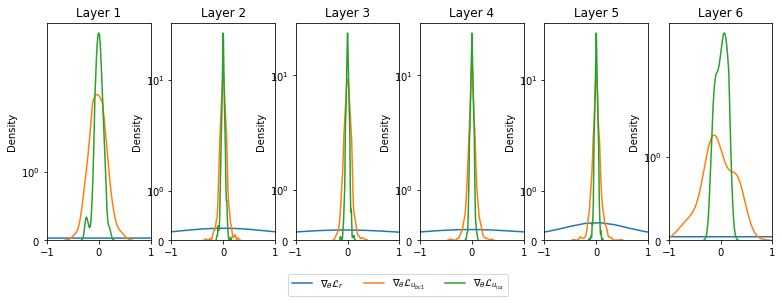 Layer 1 Layer 2 Layer 3 Layer 4 Layer 5 Layer 6
Density Density Density Density Density Density
10⁰ 10¹ 10¹ 10¹ 10¹ 10⁰
10⁰ 10⁰ 10⁰ 10⁰
0 0 0 0 0 0
−1 0 1 −1 0 1 −1 0 1 −1 0 1 −1 0 1 −1 0 1
∇θℒr ∇θℒu_bc1 ∇θℒu_ics